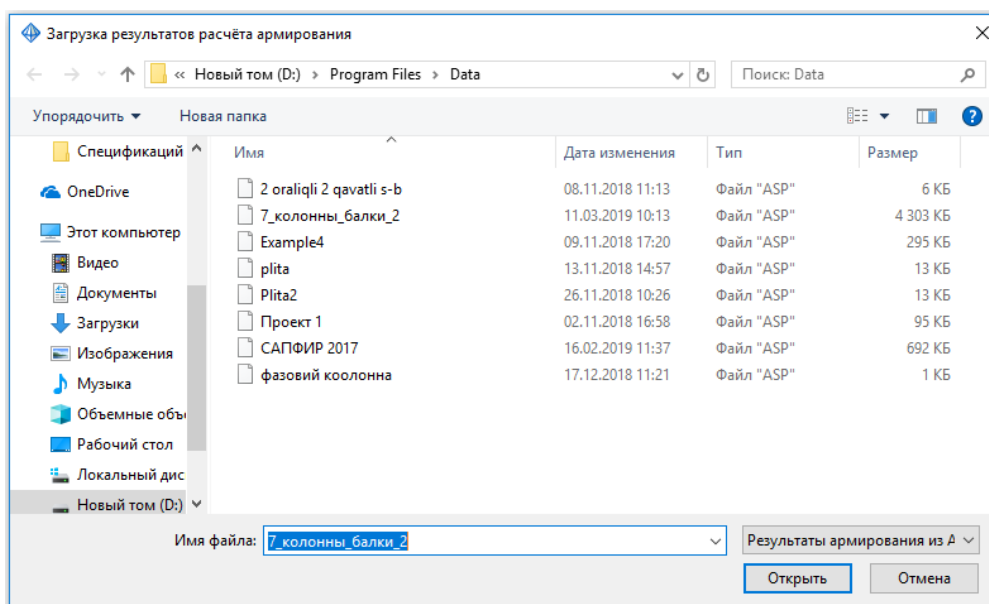 Загрузка результатов расчёта армирования
« Новый том (D:) › Program Files › Data
Поиск: Data
Упорядочить
Новая папка
Спецификаций
OneDrive
Этот компьютер
Видео
Документы
Загрузки
Изображения
Музыка
Объемные объ
Рабочий стол
Локальный дис
Новый том (D:)
Имя Дата изменения Тип Размер
2 oraliqli 2 qavatli s-b 08.11.2018 11:13 Файл "ASP" 6 КБ
7_колонны_балки_2 11.03.2019 10:13 Файл "ASP" 4 303 КБ
Example4 09.11.2018 17:20 Файл "ASP" 295 КБ
plita 13.11.2018 14:57 Файл "ASP" 13 КБ
Plita2 26.11.2018 10:26 Файл "ASP" 13 КБ
Проект 1 02.11.2018 16:58 Файл "ASP" 95 КБ
САПФИР 2017 16.02.2019 11:37 Файл "ASP" 692 КБ
фазовий коолонна 17.12.2018 11:21 Файл "ASP" 1 КБ
Имя файла: 7_колонны_балки_2
Результаты армирования из А
Открыть
Отмена